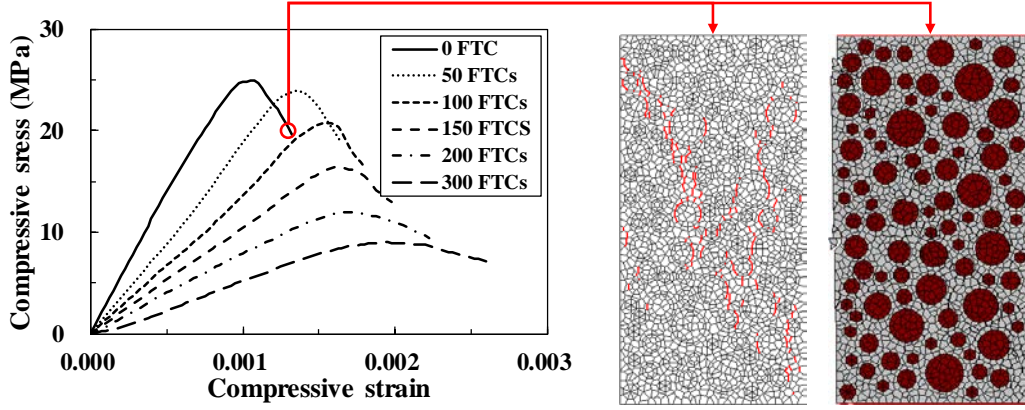 Compressive sress (MPa)
30
20
10
0
0 FTC
50 FTCs
100 FTCs
150 FTCS
200 FTCs
300 FTCs
0.000
0.001
0.002
0.003
Compressive strain